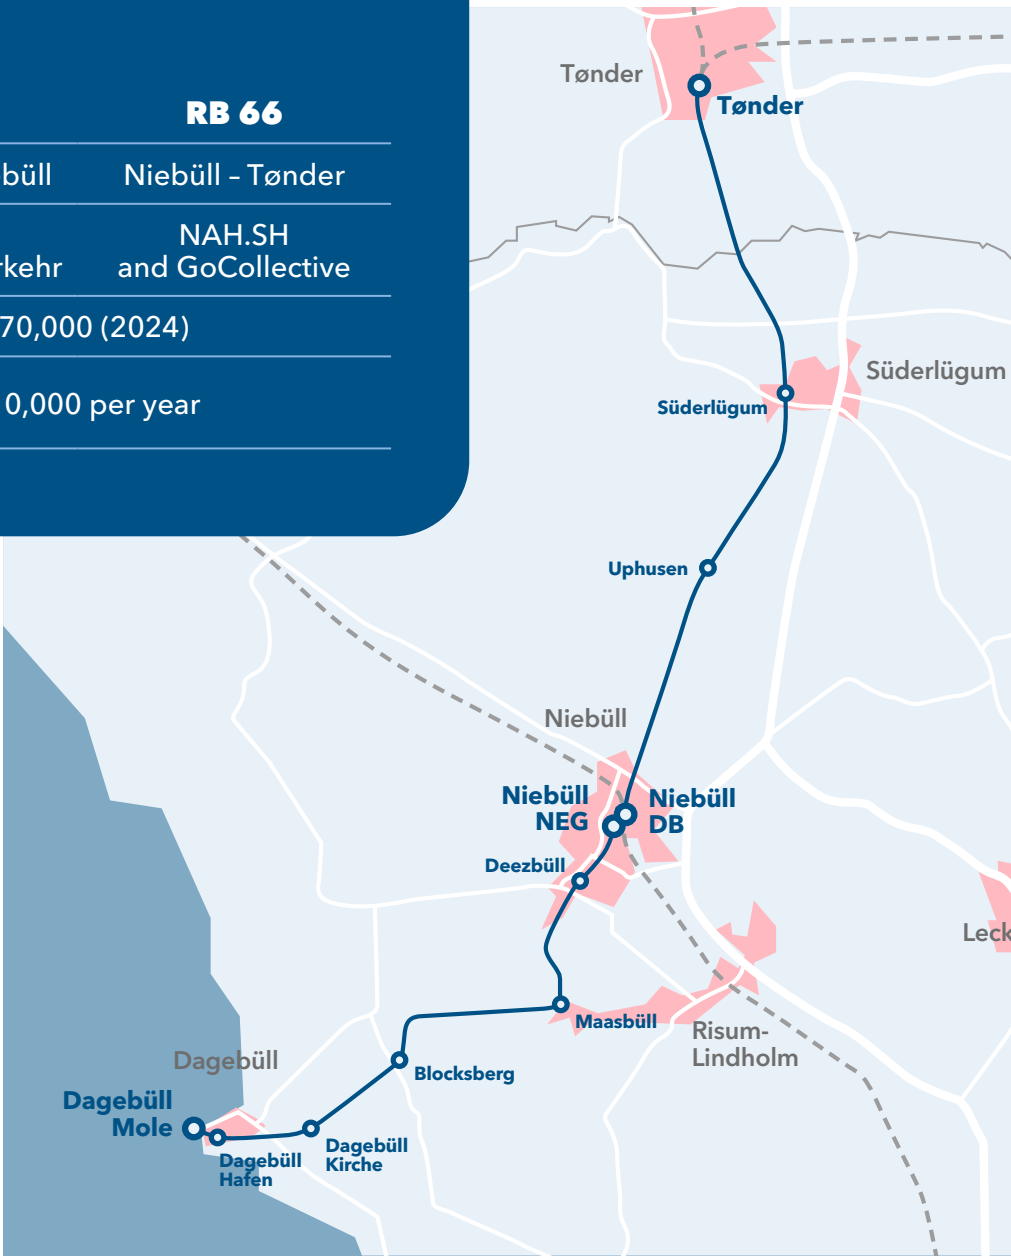 RB 66
büll
Niebüll – Tønder
NAH.SH
rkehr
and GoCollective
70,000 (2024)
0,000 per year
Tønder
Tønder
Süderlügum
Süderlügum
Uphusen
Niebüll
Niebüll
NEG
Niebüll
DB
Deezbüll
Leck
Maasbüll
Risum-
Lindholm
Dagebüll
Blocksberg
Dagebüll
Mole
Dagebüll
Hafen
Dagebüll
Kirche